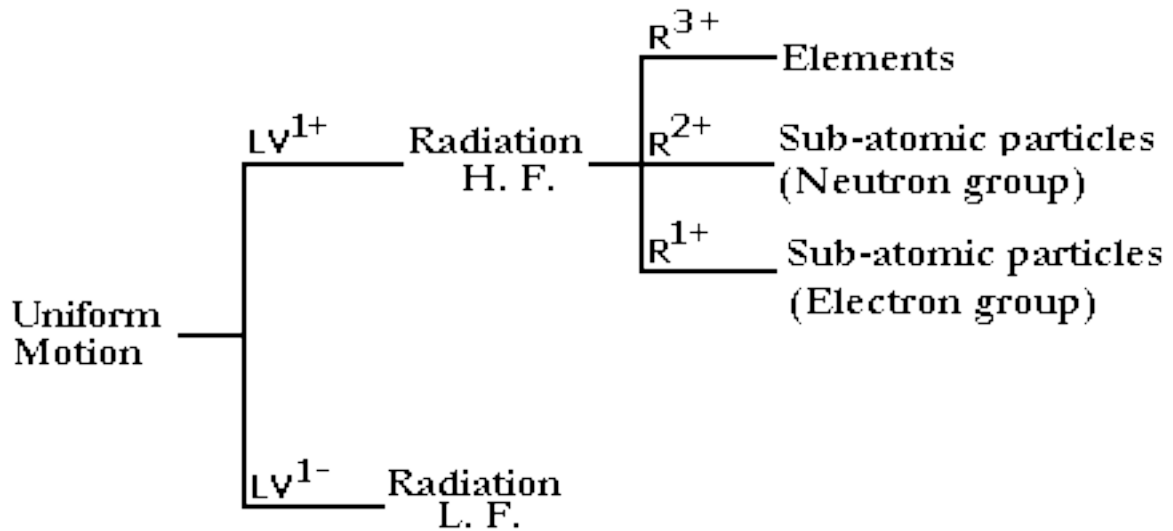 R³⁺
Elements
LV¹⁺
Radiation
H. F.
R²⁺
Sub-atomic particles
(Neutron group)
R¹⁺
Sub-atomic particles
(Electron group)
Uniform
Motion
LV¹⁻
Radiation
L. F.